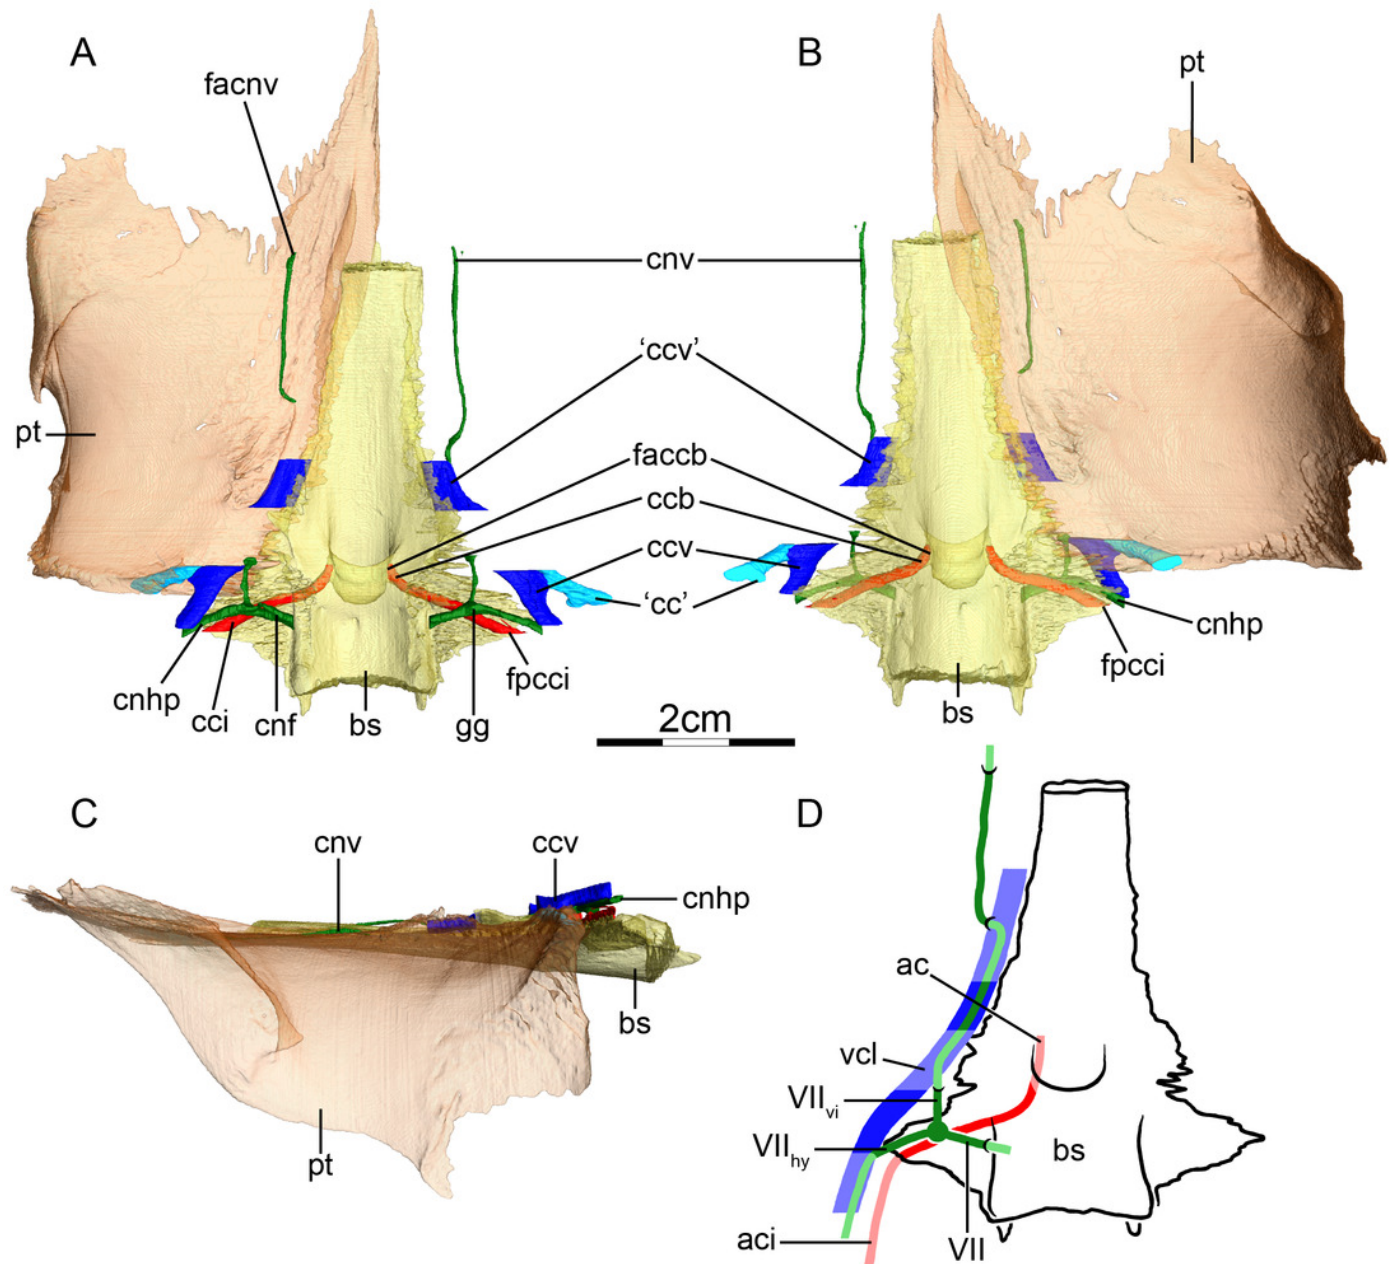 A
B
facnv
pt
cnv
‘ccv’
pt
faccb
ccb
ccv
‘cc’
cnhp
cnhp
cci
cnf
bs
gg
fpcci
fpcci
bs
2cm
C
D
cnv
ccv
cnhp
bs
pt
ac
vcl
VIIvi
VIIhy
bs
aci
VII